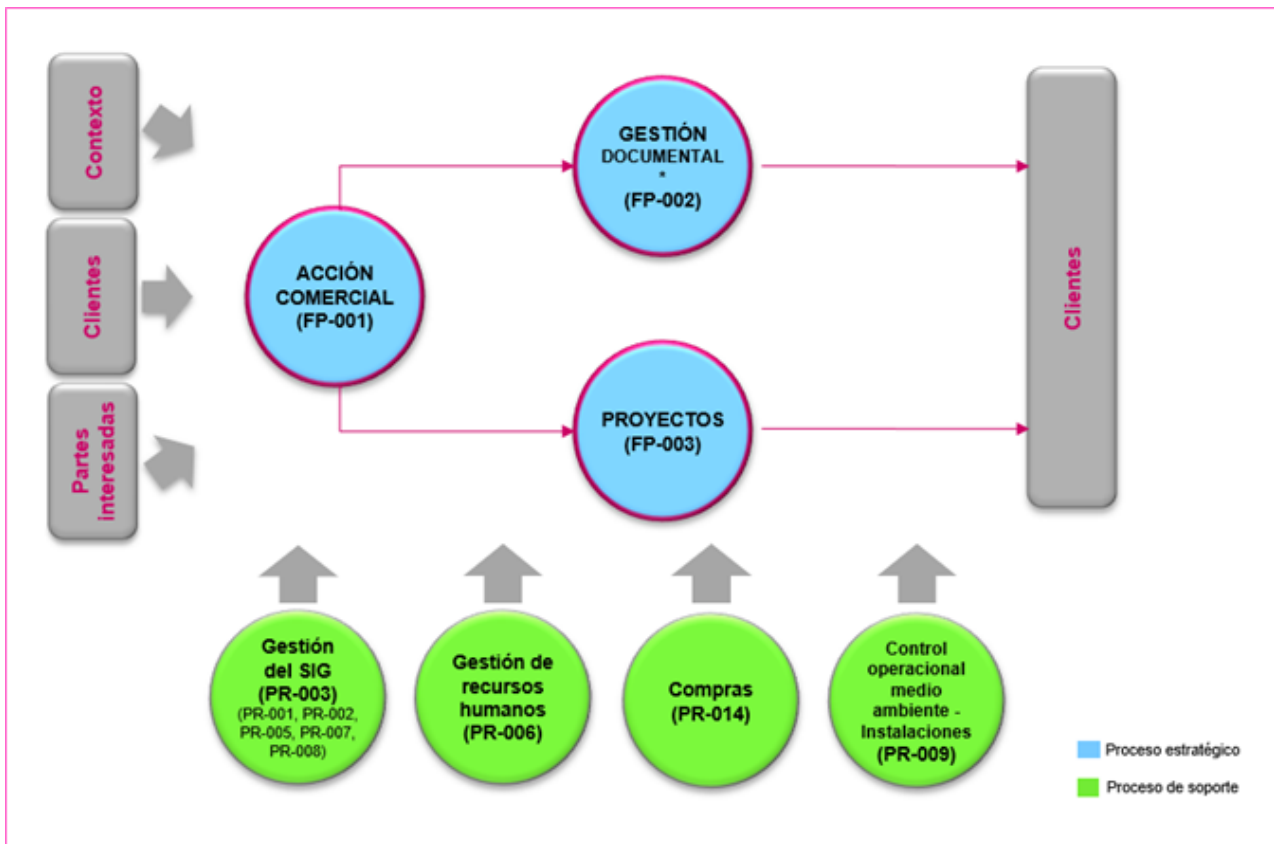 Contexto
Clientes
Partes
interesadas
ACCIÓN
COMERCIAL
(FP-001)
GESTIÓN
DOCUMENTAL
*
(FP-002)
PROYECTOS
(FP-003)
Clientes
Gestión
del SIG
(PR-003)
(PR-001, PR-002,
PR-005, PR-007,
PR-008)
Gestión de
recursos
humanos
(PR-006)
Compras
(PR-014)
Control
operacional
medio
ambiente -
Instalaciones
(PR-009)
Proceso estratégico
Proceso de soporte